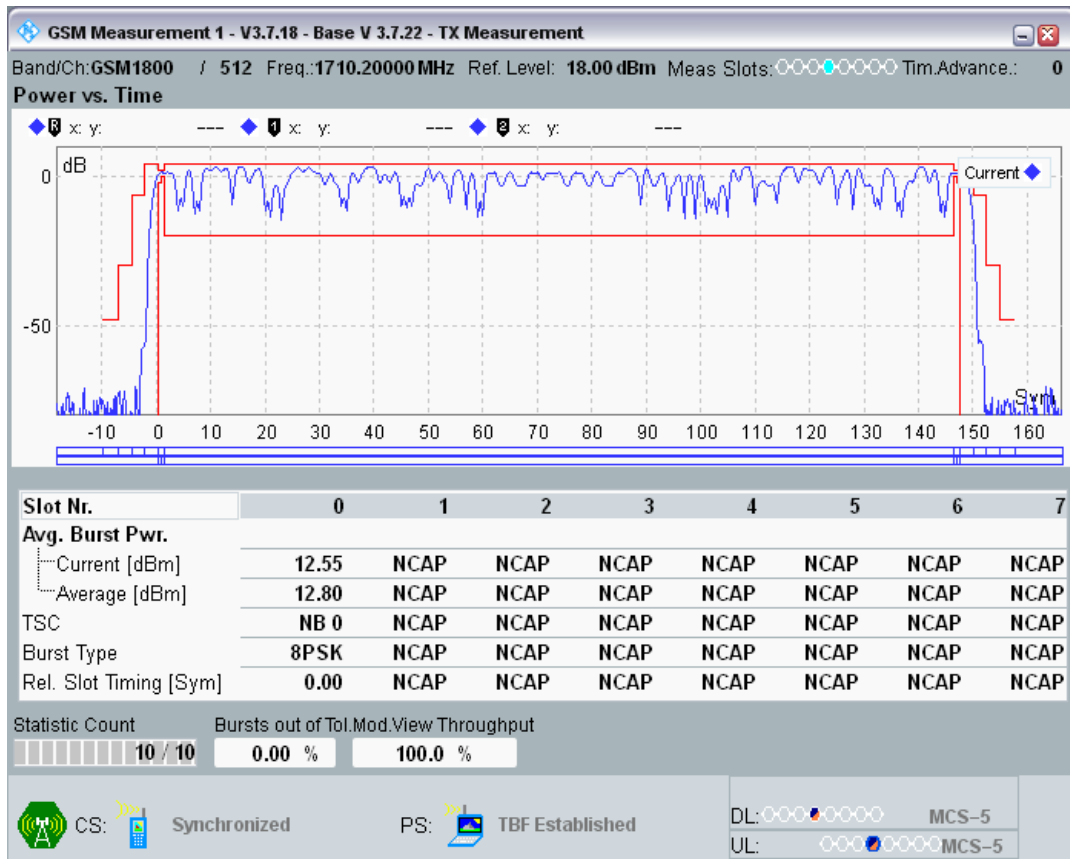 GSM Measurement 1 - V3.7.18 - Base V 3.7.22 - TX Measurement
Band/Ch:GSM1800 / 512 Freq.:1710.20000 MHz Ref. Level: 18.00 dBm Meas Slots: Tim.Advance.: 0
Power vs. Time
R x: y: --- 1 x: y: --- 2 x: y: ---
dB
Current
0
-50
Sym
-10 0 10 20 30 40 50 60 70 80 90 100 110 120 130 140 150 160
Slot Nr. 0 1 2 3 4 5 6 7
Avg. Burst Pwr.
Current [dBm] 12.55 NCAP NCAP NCAP NCAP NCAP NCAP NCAP
Average [dBm] 12.80 NCAP NCAP NCAP NCAP NCAP NCAP NCAP
TSC NB 0 NCAP NCAP NCAP NCAP NCAP NCAP NCAP
Burst Type 8PSK NCAP NCAP NCAP NCAP NCAP NCAP NCAP
Rel. Slot Timing [Sym] 0.00 NCAP NCAP NCAP NCAP NCAP NCAP NCAP
Statistic Count Bursts out of Tol. Mod.View Throughput
10 / 10 0.00 % 100.0 %
CS: Synchronized PS: TBF Established DL: MCS-5
UL: MCS-5